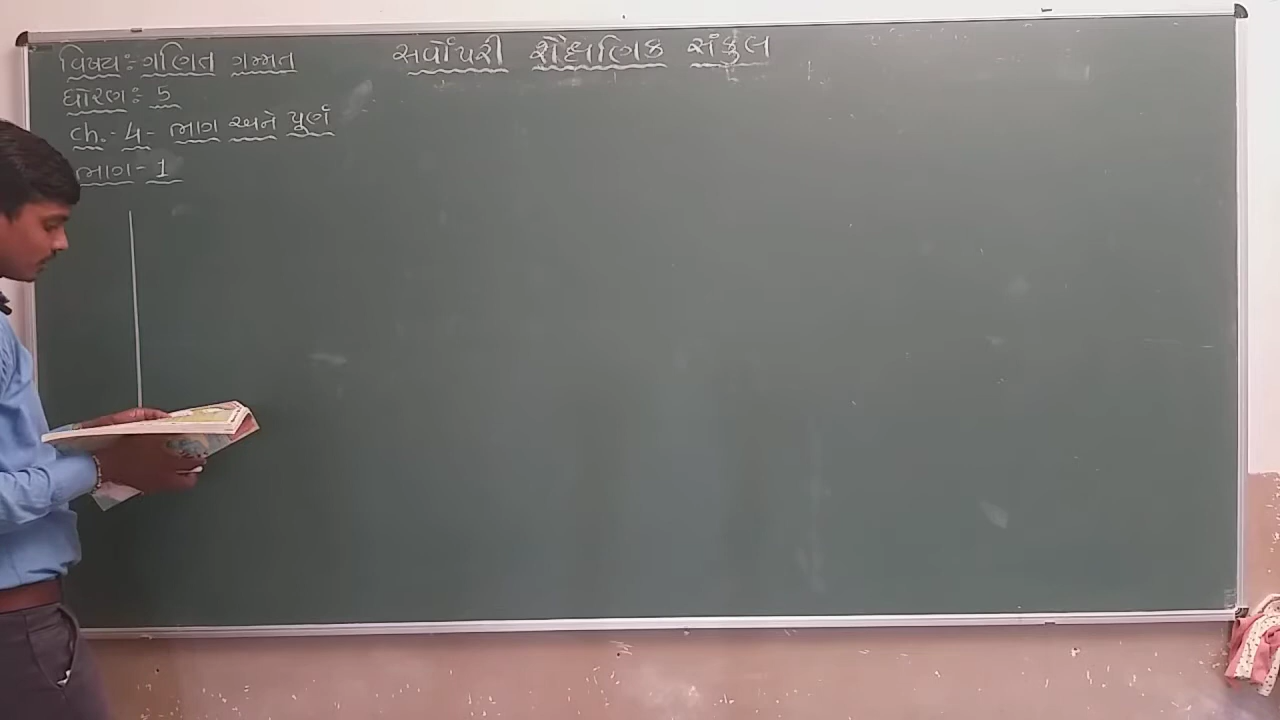 સર્વોપરી શૈક્ષણિક સંકુલ
વિષય:- ગણિત ગમ્મત
ધોરણ:- 5
ch.- 4- ભાગ અને પૂર્ણ
ભાગ- 1